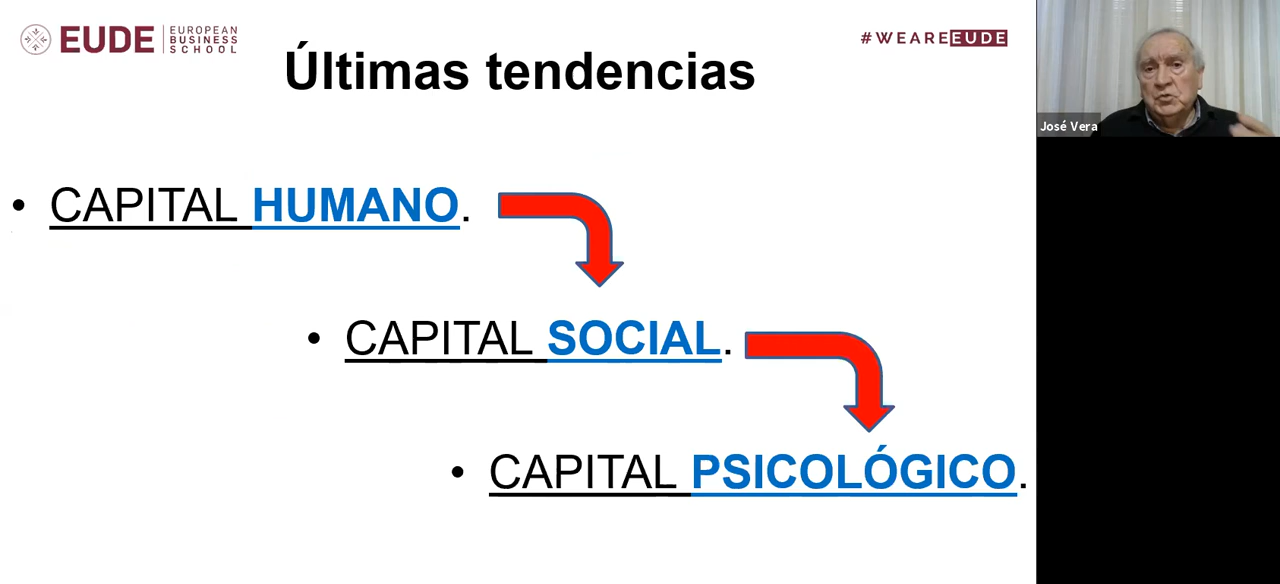 EUDE
EUROPEAN
BUSINESS
SCHOOL
#WEAREEUDE
Últimas tendencias
José Vera
• CAPITAL HUMANO.
• CAPITAL SOCIAL.
• CAPITAL PSICOLÓGICO.